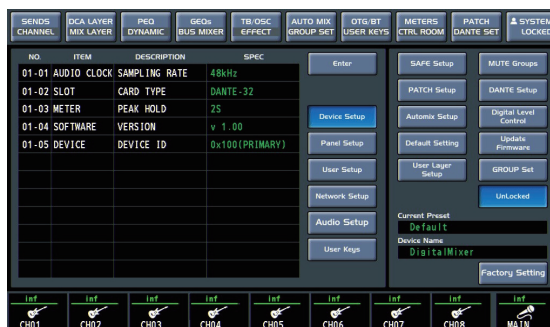 SENDS DCA LAYER PEQ GEQs TB/OSC AUTO MIX OTG/BT METERS PATCH SYSTEM
CHANNEL MIX LAYER DYNAMIC BUS MIXER EFFECT GROUP SET USER KEYS CTRL ROOM DANTE SET LOCKED
NO. ITEM DESCRIPTION SPEC
01-01 AUDIO CLOCK SAMPLING RATE 48kHz
01-02 SLOT CARD TYPE DANTE-32
01-03 METER PEAK HOLD 2S
01-04 SOFTWARE VERSION v 1.00
01-05 DEVICE DEVICE ID 0x100(PRIMARY)
Enter
Device Setup
Panel Setup
User Setup
Network Setup
Audio Setup
User Keys
SAFE Setup MUTE Groups
PATCH Setup DANTE Setup
Automix Setup Digital Level
Control
Default Setting Update
Firmware
User Layer
Setup GROUP Set
UnLocked
Current Preset
Default
Device Name
DigitalMixer
Factory Setting
inf inf inf inf inf inf inf inf inf
CH01 CH02 CH03 CH04 CH05 CH06 CH07 CH08 MAIN